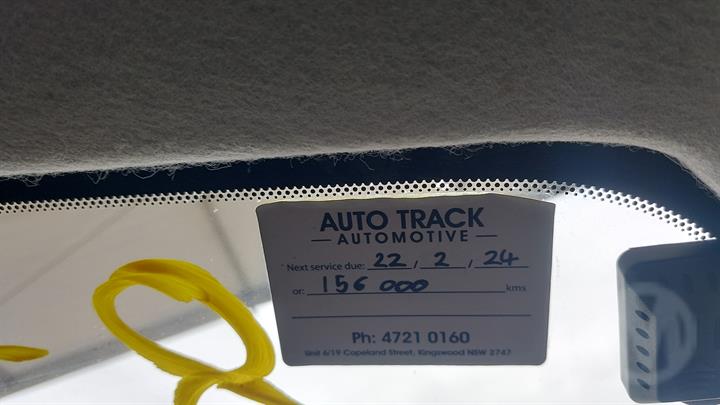 AUTO TRACK
— AUTOMOTIVE —
Next service due: 22 / 2 / 24
or: 156 000 kms
Ph: 4721 0160
Unit 6/19 Copeland Street, Kingswood NSW 2747